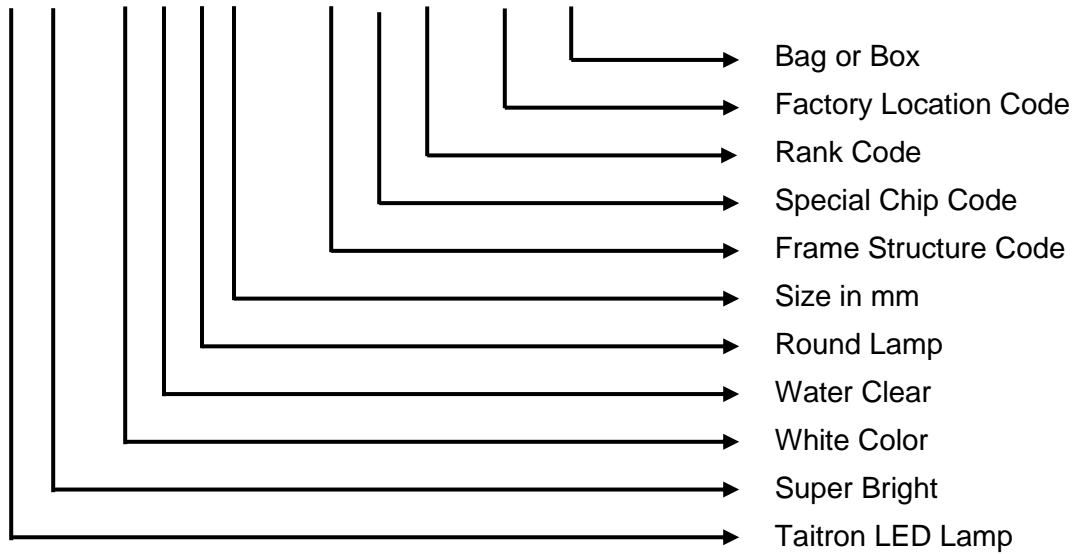 Bag or Box
Factory Location Code
Rank Code
Special Chip Code
Frame Structure Code
Size in mm
Round Lamp
Water Clear
White Color
Super Bright
Taitron LED Lamp